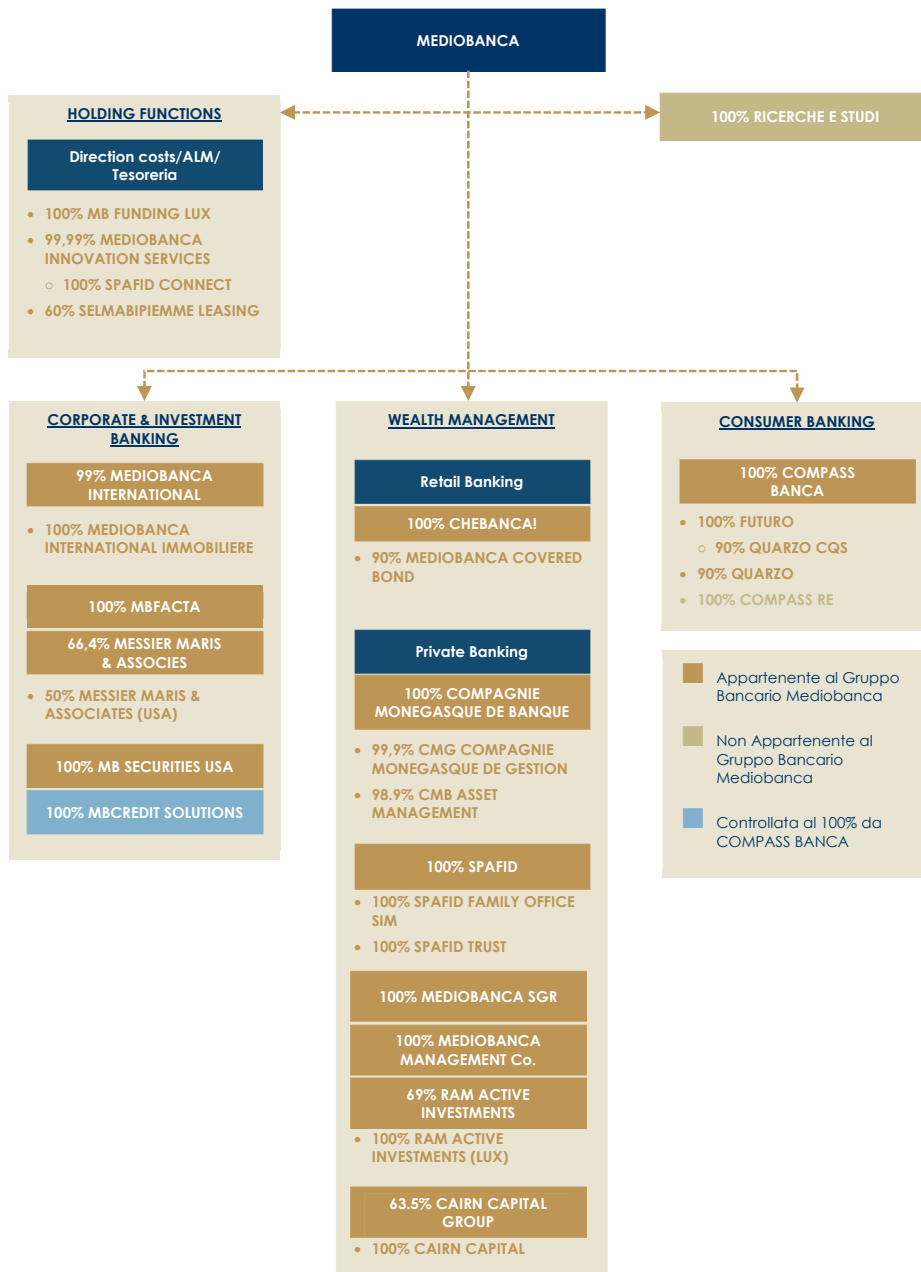 MEDIOBANCA
HOLDING FUNCTIONS
Direction costs/ALM/
Tesoreria
• 100% MB FUNDING LUX
• 99,99% MEDIOBANCA
INNOVATION SERVICES
○ 100% SPAFID CONNECT
• 60% SELMABIPIEMME LEASING
100% RICERCHE E STUDI
CORPORATE & INVESTMENT
BANKING
99% MEDIOBANCA
INTERNATIONAL
• 100% MEDIOBANCA
INTERNATIONAL IMMOBILIERE
100% MBFACTA
66,4% MESSIER MARIS
& ASSOCIES
• 50% MESSIER MARIS &
ASSOCIATES (USA)
100% MB SECURITIES USA
100% MBCREDIT SOLUTIONS
WEALTH MANAGEMENT
Retail Banking
100% CHEBANCA!
• 90% MEDIOBANCA COVERED
BOND
Private Banking
100% COMPAGNIE
MONEGASQUE DE BANQUE
• 99,9% CMG COMPAGNIE
MONEGASQUE DE GESTION
• 98.9% CMB ASSET
MANAGEMENT
100% SPAFID
• 100% SPAFID FAMILY OFFICE
SIM
• 100% SPAFID TRUST
100% MEDIOBANCA SGR
100% MEDIOBANCA
MANAGEMENT Co.
69% RAM ACTIVE
INVESTMENTS
• 100% RAM ACTIVE
INVESTMENTS (LUX)
63.5% CAIRN CAPITAL
GROUP
• 100% CAIRN CAPITAL
CONSUMER BANKING
100% COMPASS
BANCA
• 100% FUTURO
○ 90% QUARZO CQS
• 90% QUARZO
• 100% COMPASS RE
Appartenente al Gruppo
Bancario Mediobanca
Non Appartenente al
Gruppo Bancario
Mediobanca
Controllata al 100% da
COMPASS BANCA